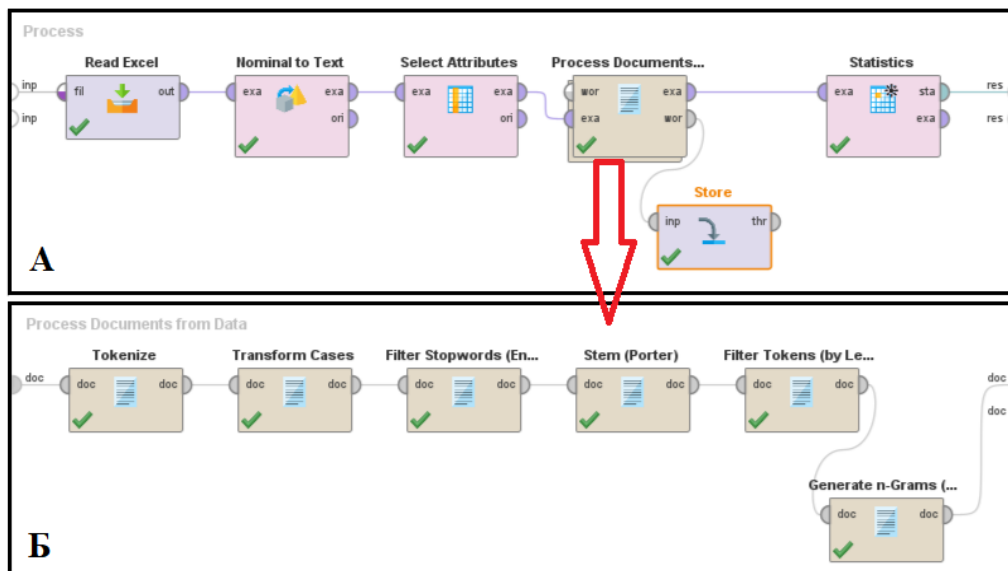 Process
Read Excel
Nominal to Text
Select Attributes
Process Documents...
Statistics
inp
fil
out
exa
exa
exa
exa
wor
exa
exa
sta
res
inp
ori
ori
exa
wor
exa
res
Store
inp
thr
А
Process Documents from Data
Tokenize
Transform Cases
Filter Stopwords (En...
Stem (Porter)
Filter Tokens (by Le...
doc
doc
doc
doc
doc
doc
doc
doc
doc
doc
doc
doc
doc
Generate n-Grams (...
doc
doc
Б